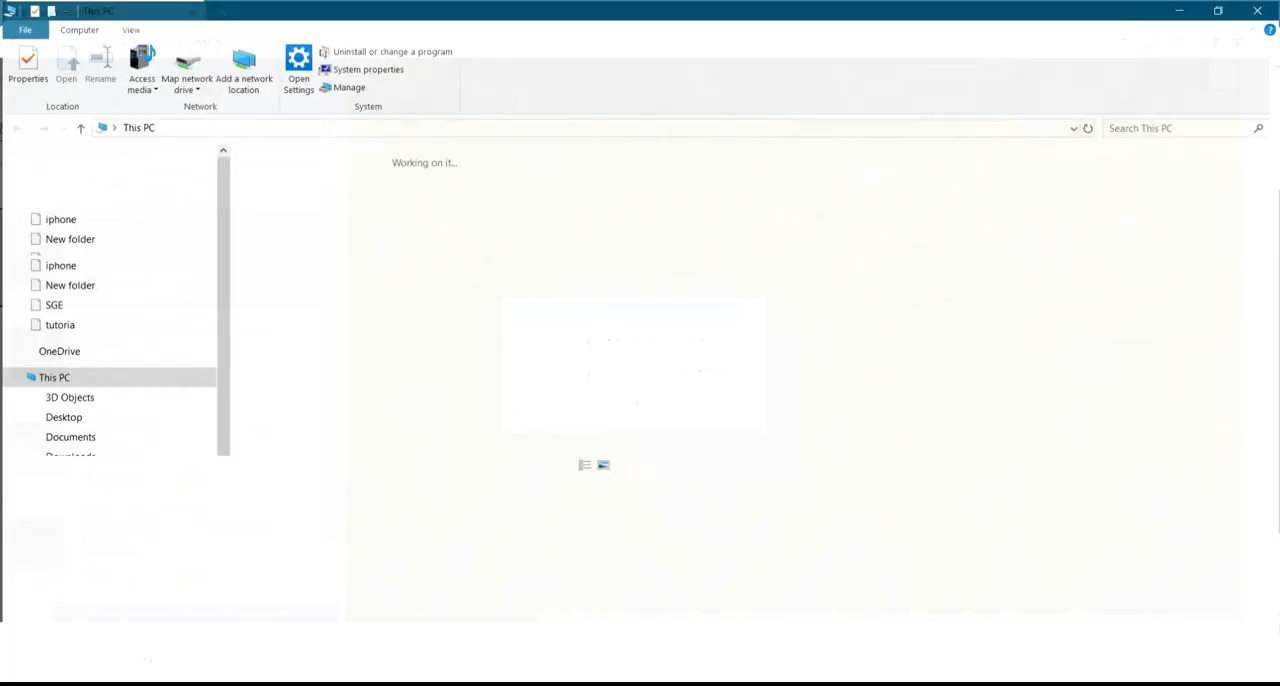 This PC
File Computer View
Uninstall or change a program
System properties
Manage
Properties Open Rename Access media Map network drive Add a network location Open Settings
Location Network System
This PC Search This PC
Working on it...
iphone
New folder
iphone
New folder
SGE
tutoria
OneDrive
This PC
3D Objects
Desktop
Documents
Downloads